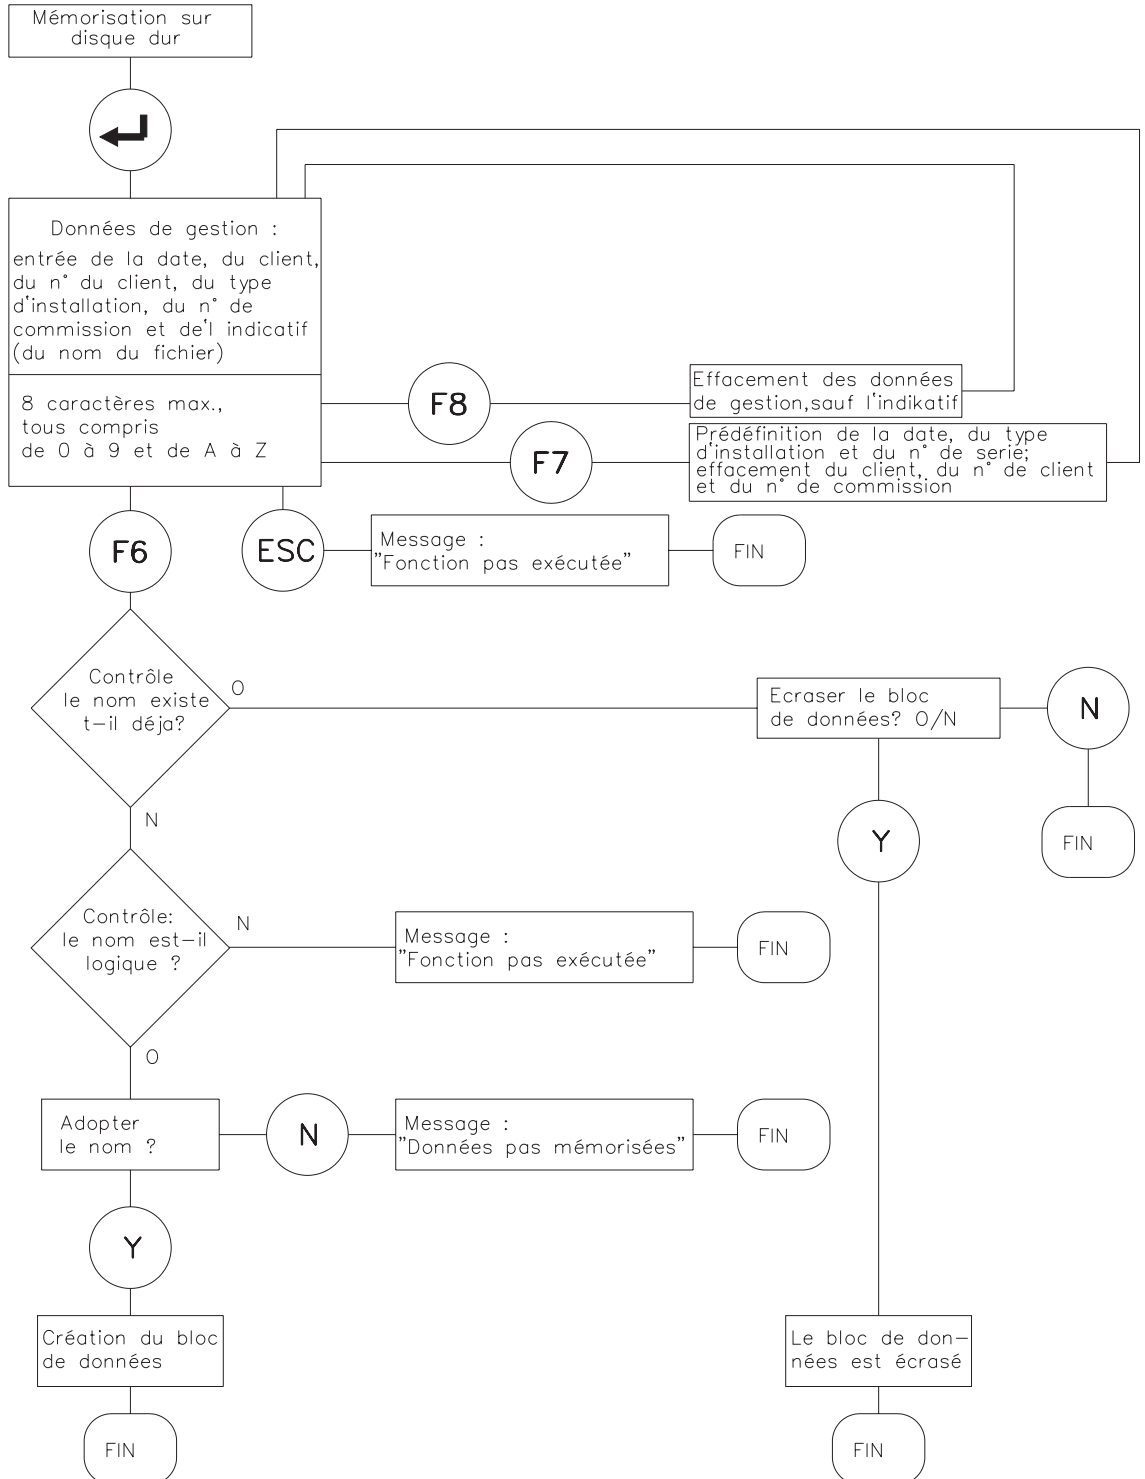 Mémorisation sur
disque dur
Données de gestion :
entrée de la date, du client,
du n° du client, du type
d'installation, du n° de
commission et de'l indicatif
(du nom du fichier)
8 caractères max.,
tous compris
de 0 à 9 et de A à Z
F8
Effacement des données
de gestion,sauf l'indikatif
F7
Prédéfinition de la date, du type
d'installation et du n° de serie;
effacement du client, du n° de client
et du n° de commission
F6
ESC
Message :
"Fonction pas exécutée"
FIN
Contrôle
le nom existe
t-il déja?
O
Ecraser le bloc
de données? O/N
N
FIN
N
Y
Contrôle:
le nom est-il
logique ?
N
Message :
"Fonction pas exécutée"
FIN
O
Adopter
le nom ?
N
Message :
"Données pas mémorisées"
FIN
Y
Création du bloc
de données
Le bloc de don-
nées est écrasé
FIN
FIN